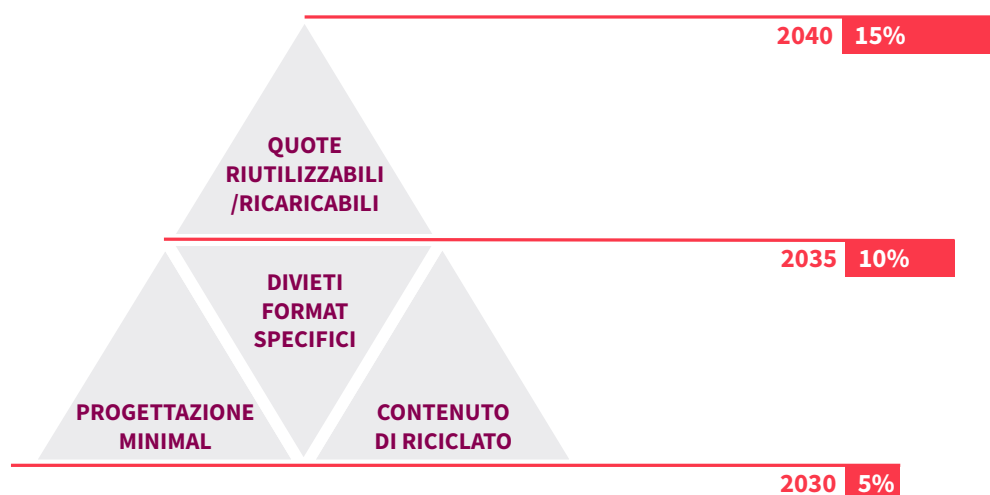 2040 15%
QUOTE
RIUTILIZZABILI
/RICARICABILI
2035 10%
DIVIETI
FORMAT
SPECIFICI
PROGETTAZIONE
MINIMAL
CONTENUTO
DI RICICLATO
2030 5%